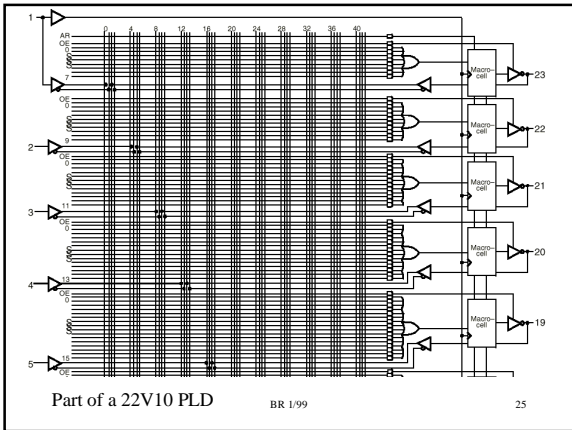 1
0 4 8 12 16 20 24 28 32 36 40
AR
OE
0
7
Macro–
cell
23
OE
0
9
Macro–
cell
22
2
OE
0
11
Macro–
cell
21
3
OE
0
13
Macro–
cell
20
4
OE
0
15
Macro–
cell
19
5
OE
Part of a 22V10 PLD
BR 1/99
25